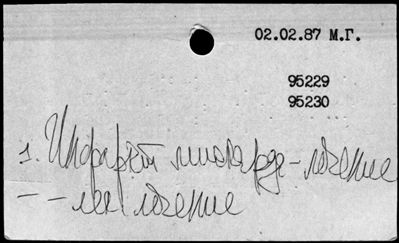 02.02.87 М.Г.
95229
95230
1. Инфаркт миокарда - лечение
— — лек. лечение